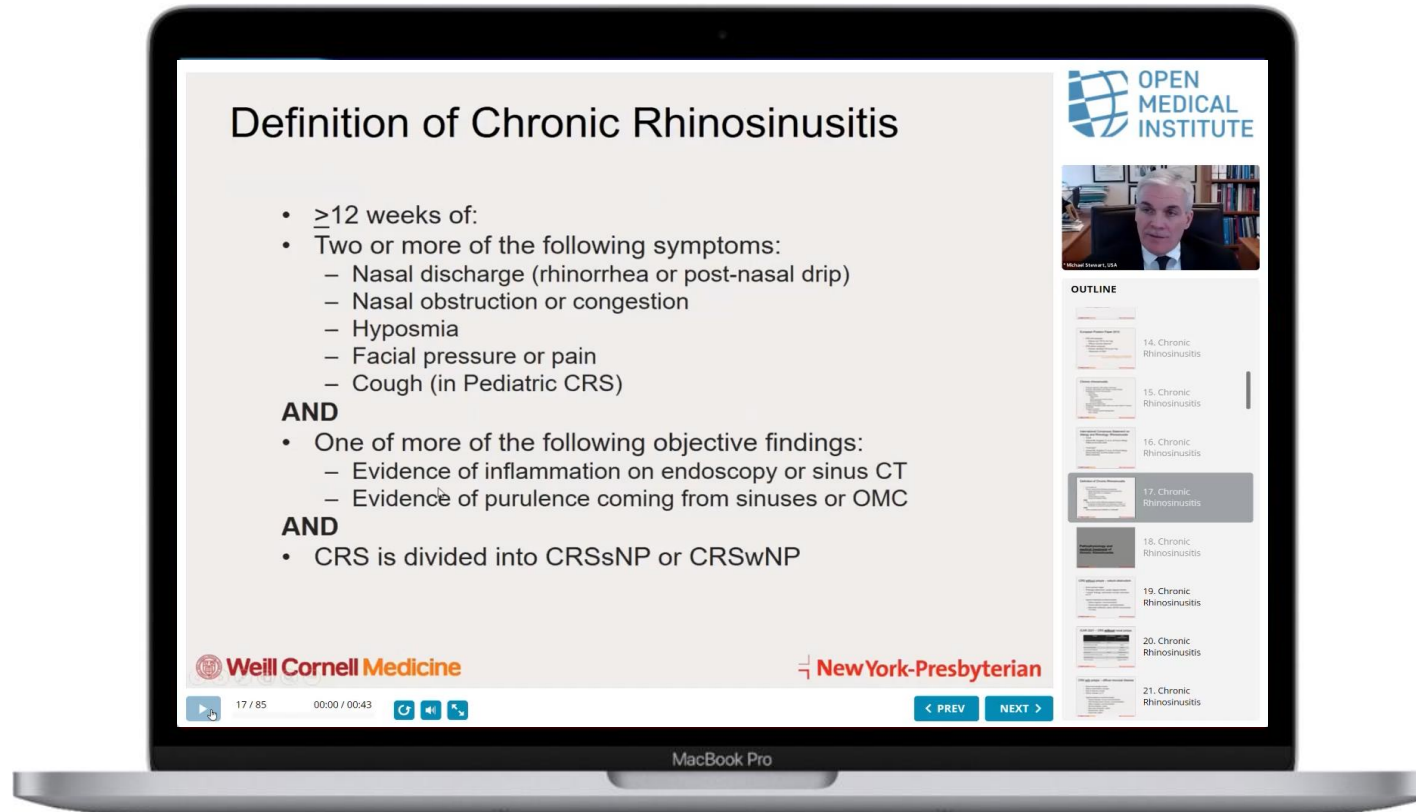 Definition of Chronic Rhinosinusitis
• >12 weeks of:
• Two or more of the following symptoms:
– Nasal discharge (rhinorrhea or post-nasal drip)
– Nasal obstruction or congestion
– Hyposmia
– Facial pressure or pain
– Cough (in Pediatric CRS)
AND
• One of more of the following objective findings:
– Evidence of inflammation on endoscopy or sinus CT
– Evidence of purulence coming from sinuses or OMC
AND
• CRS is divided into CRSsNP or CRSwNP
Weill Cornell Medicine
NewYork-Presbyterian
17 / 85
00:00 / 00:43
< PREV
NEXT >
OPEN
MEDICAL
INSTITUTE
* Michael Stewart, USA
OUTLINE
14. Chronic
Rhinosinusitis
15. Chronic
Rhinosinusitis
16. Chronic
Rhinosinusitis
17. Chronic
Rhinosinusitis
18. Chronic
Rhinosinusitis
19. Chronic
Rhinosinusitis
20. Chronic
Rhinosinusitis
21. Chronic
Rhinosinusitis
MacBook Pro